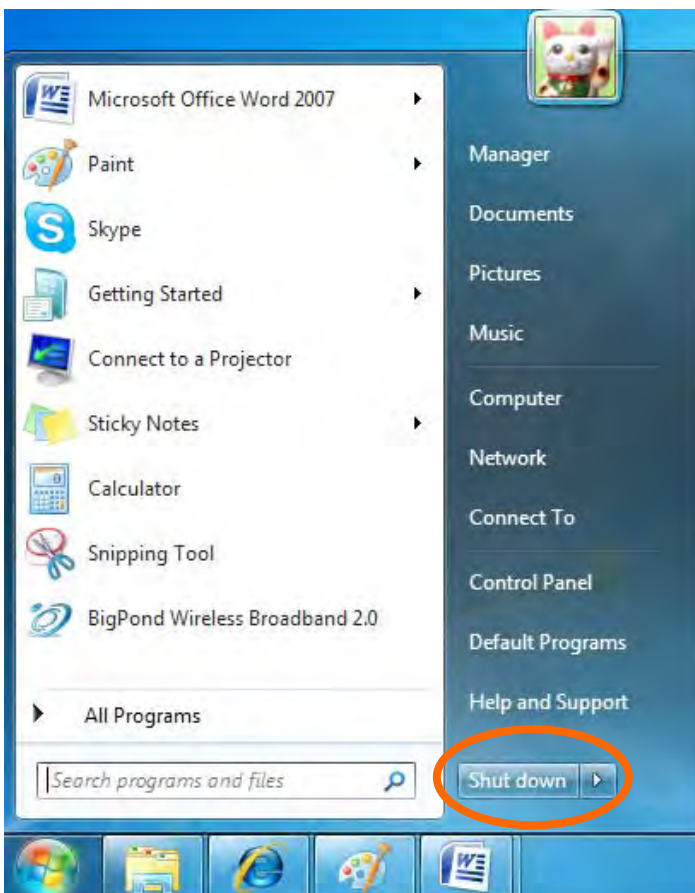 Microsoft Office Word 2007
Paint
Skype
Getting Started
Connect to a Projector
Sticky Notes
Calculator
Snipping Tool
BigPond Wireless Broadband 2.0
All Programs
Search programs and files
Manager
Documents
Pictures
Music
Computer
Network
Connect To
Control Panel
Default Programs
Help and Support
Shut down